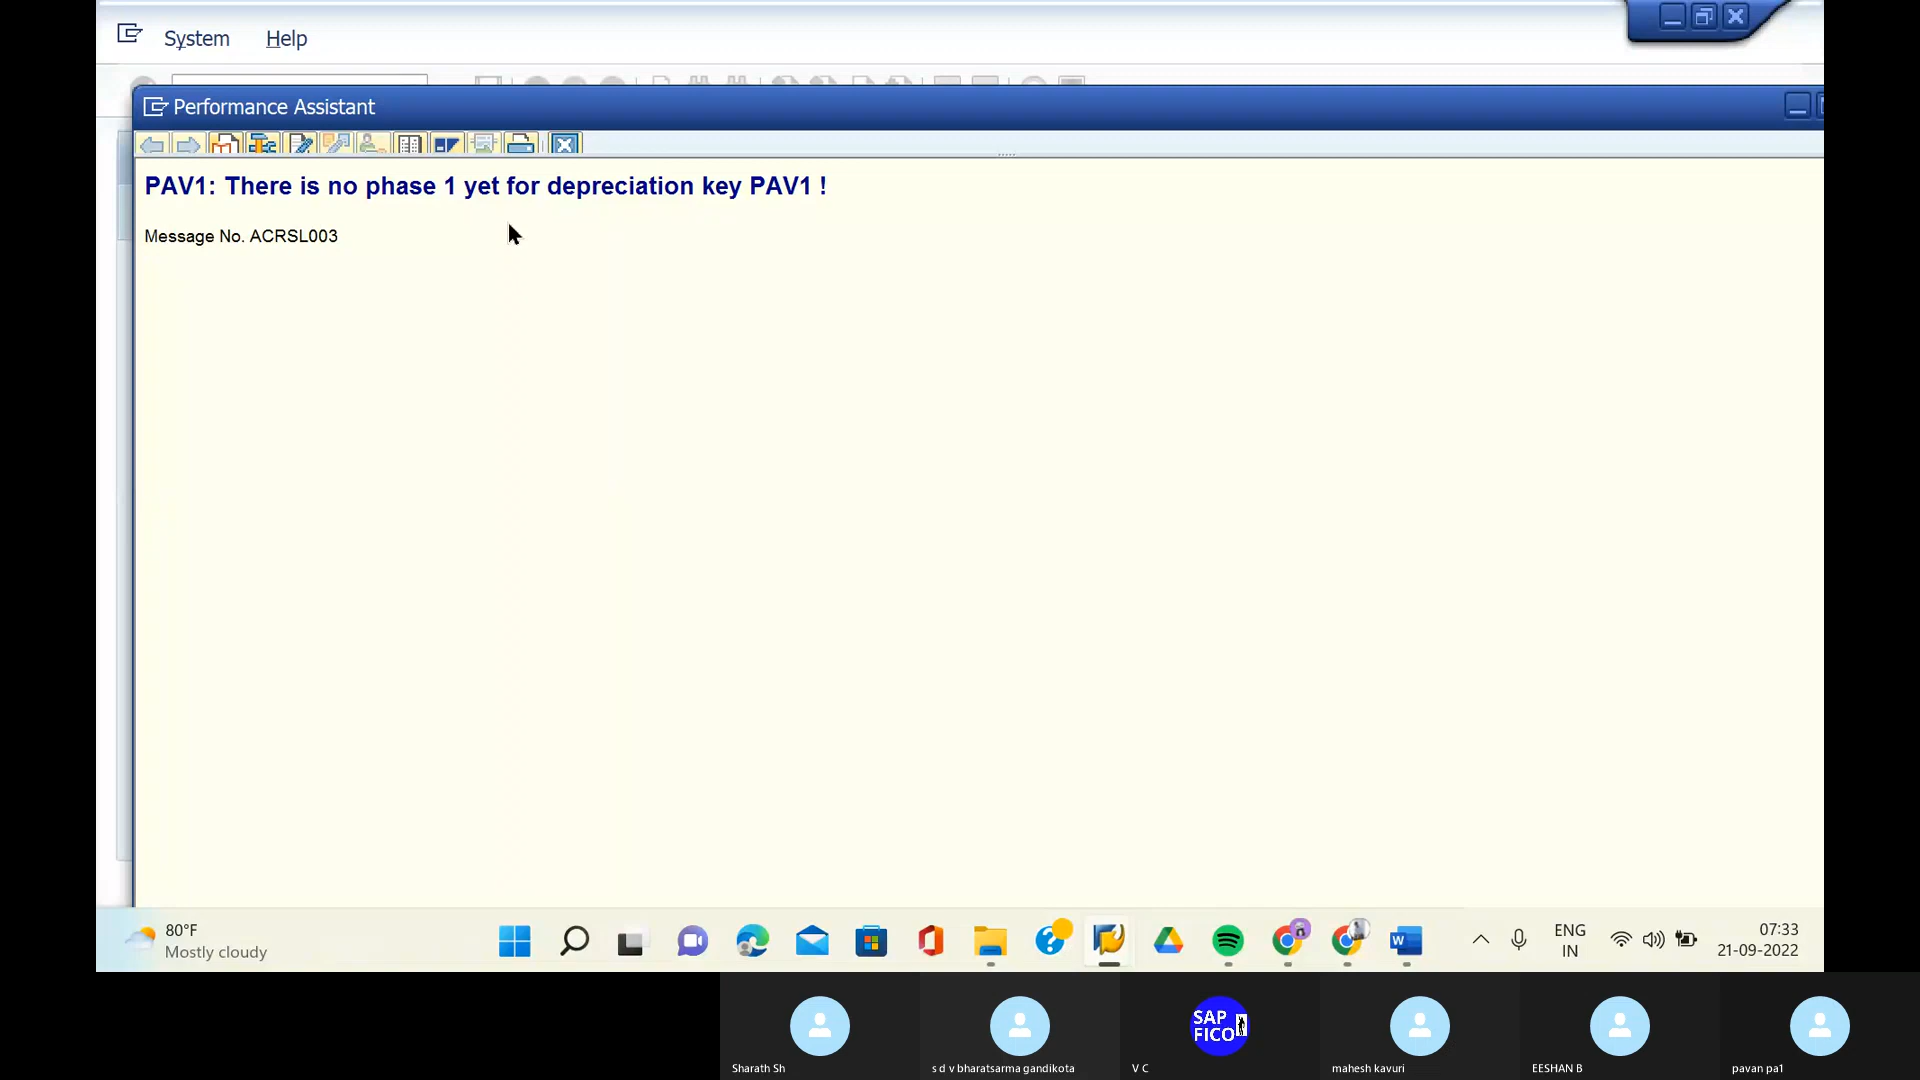 System Help
Performance Assistant
PAV1: There is no phase 1 yet for depreciation key PAV1 !
Message No. ACRSL003
80°F
Mostly cloudy
ENG
IN
07:33
21-09-2022
SAP
FICO
Sharath Sh
s d v bharatsarma gandikota
V C
mahesh kavuri
EESHAN B
pavan pa1